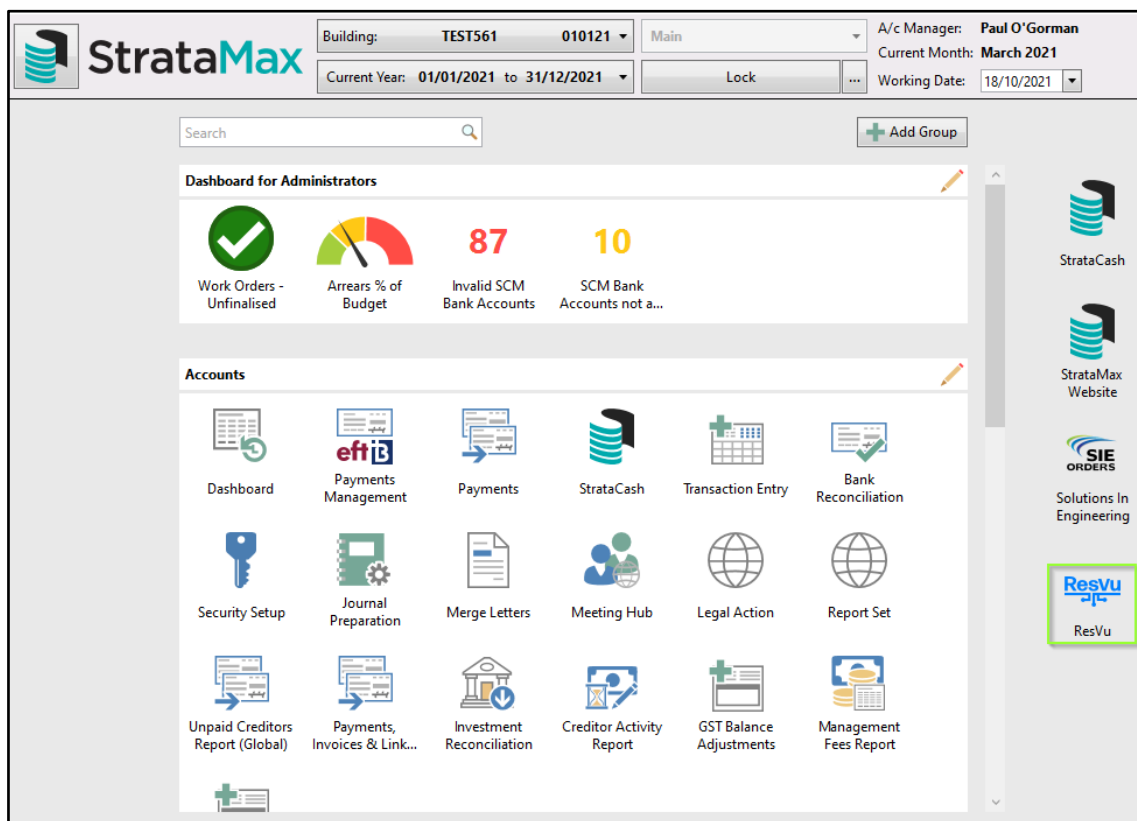 StrataMax
Building: TEST561 010121
Main
A/c Manager: Paul O'Gorman
Current Month: March 2021
Current Year: 01/01/2021 to 31/12/2021
Lock
...
Working Date: 18/10/2021
Search
Add Group
Dashboard for Administrators
87
10
Work Orders -
Unfinalised
Arrears % of
Budget
Invalid SCM
Bank Accounts
SCM Bank
Accounts not a...
StrataCash
StrataMax
Website
SIE
ORDERS
Solutions In
Engineering
ResVu
ResVu
Accounts
eft
Dashboard
Payments
Management
Payments
StrataCash
Transaction Entry
Bank
Reconciliation
Security Setup
Journal
Preparation
Merge Letters
Meeting Hub
Legal Action
Report Set
Unpaid Creditors
Report (Global)
Payments,
Invoices & Link...
Investment
Reconciliation
Creditor Activity
Report
GST Balance
Adjustments
Management
Fees Report